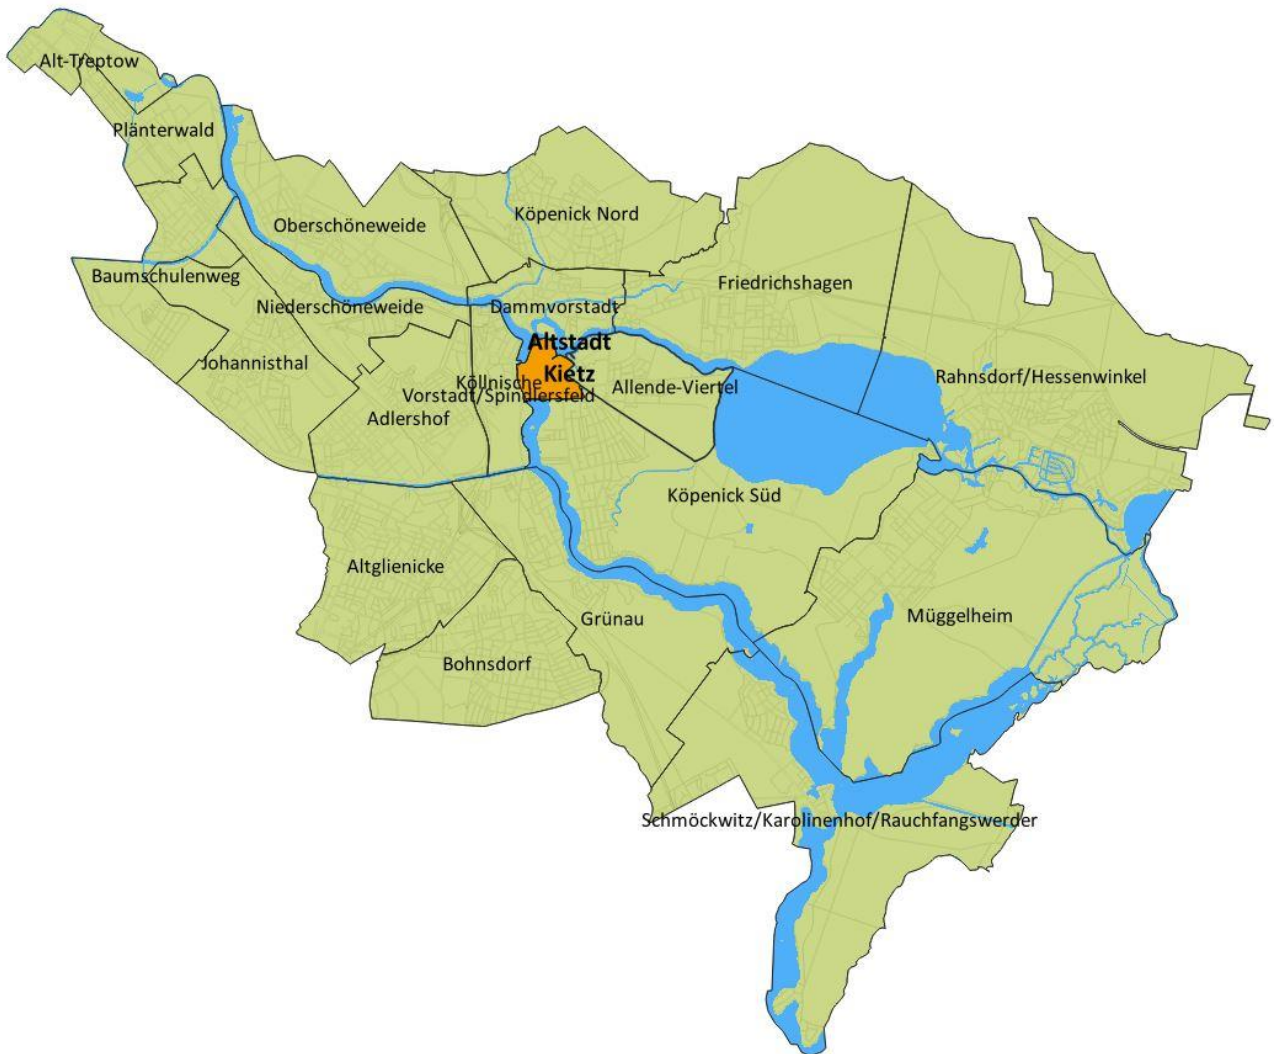 Alt-Treptow
Plänterwald
Köpenick Nord
Oberschöneweide
Baumschulenweg
Friedrichshagen
Niederschöneweide
Dammvorstadt
Altstadt
Kietz
Johannisthal
Köllnische
Vorstadt/Spindlersfeld
Allende-Viertel
Rahnsdorf/Hessenwinkel
Adlershof
Köpenick Süd
Altglienicke
Grünau
Müggelheim
Bohnsdorf
Schmöckwitz/Karolinenhof/Rauchfangswerder